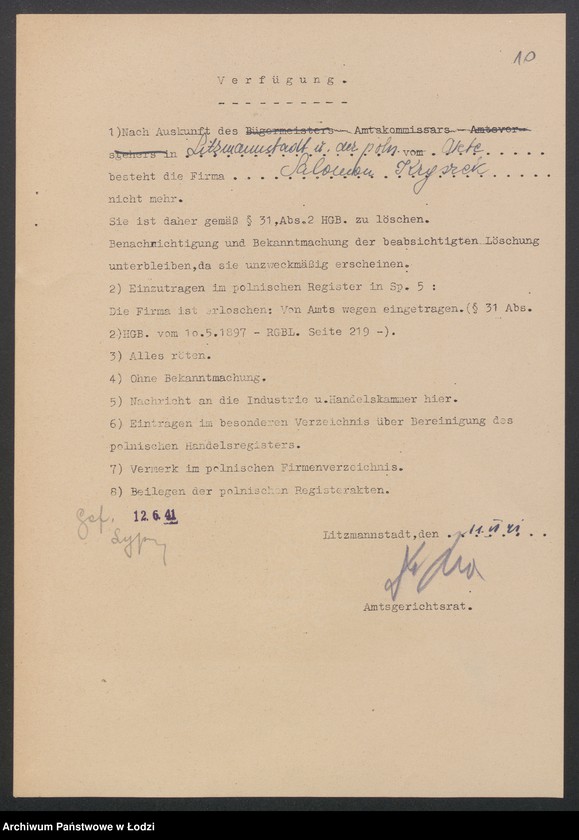 10
Verfügung.
----------
1)Nach Auskunft des Bügermeisters - Amtakommissars - Amtsvor-
stehers in Litzmannstadt u. der poln. vom Akte.....
besteht die Firma .... Salomon Kryszek
nicht mehr.
Sie ist daher gemäß § 31,Abs.2 HGB. zu löschen.
Benachrichtigung und Bekanntmachung der beabsichtigten Löschung
unterbleiben,da sie unzweckmäßig erscheinen.
2) Einzutragen im polnischen Register in Sp. 5 :
Die Firma ist erloschen: Von Amts wegen eingetragen.(§ 31 Abs.
2)HGB. vom 1o.5.1897 - RGBL. Seite 219 -).
3) Alles röten.
4) Ohne Bekanntmachung.
5) Nachricht an die Industrie u.Handelskammer hier.
6) Eintragen im besonderen Verzeichnis über Bereinigung des
polnischen Handelsregisters.
7) Vermerk im polnischen Firmenverzeichnis.
8) Beilegen der polnischen Registerakten.
gef. 12.6.41
Litzmannstadt,den
Amtsgerichtsrat.
Archiwum Państwowe w Łodzi